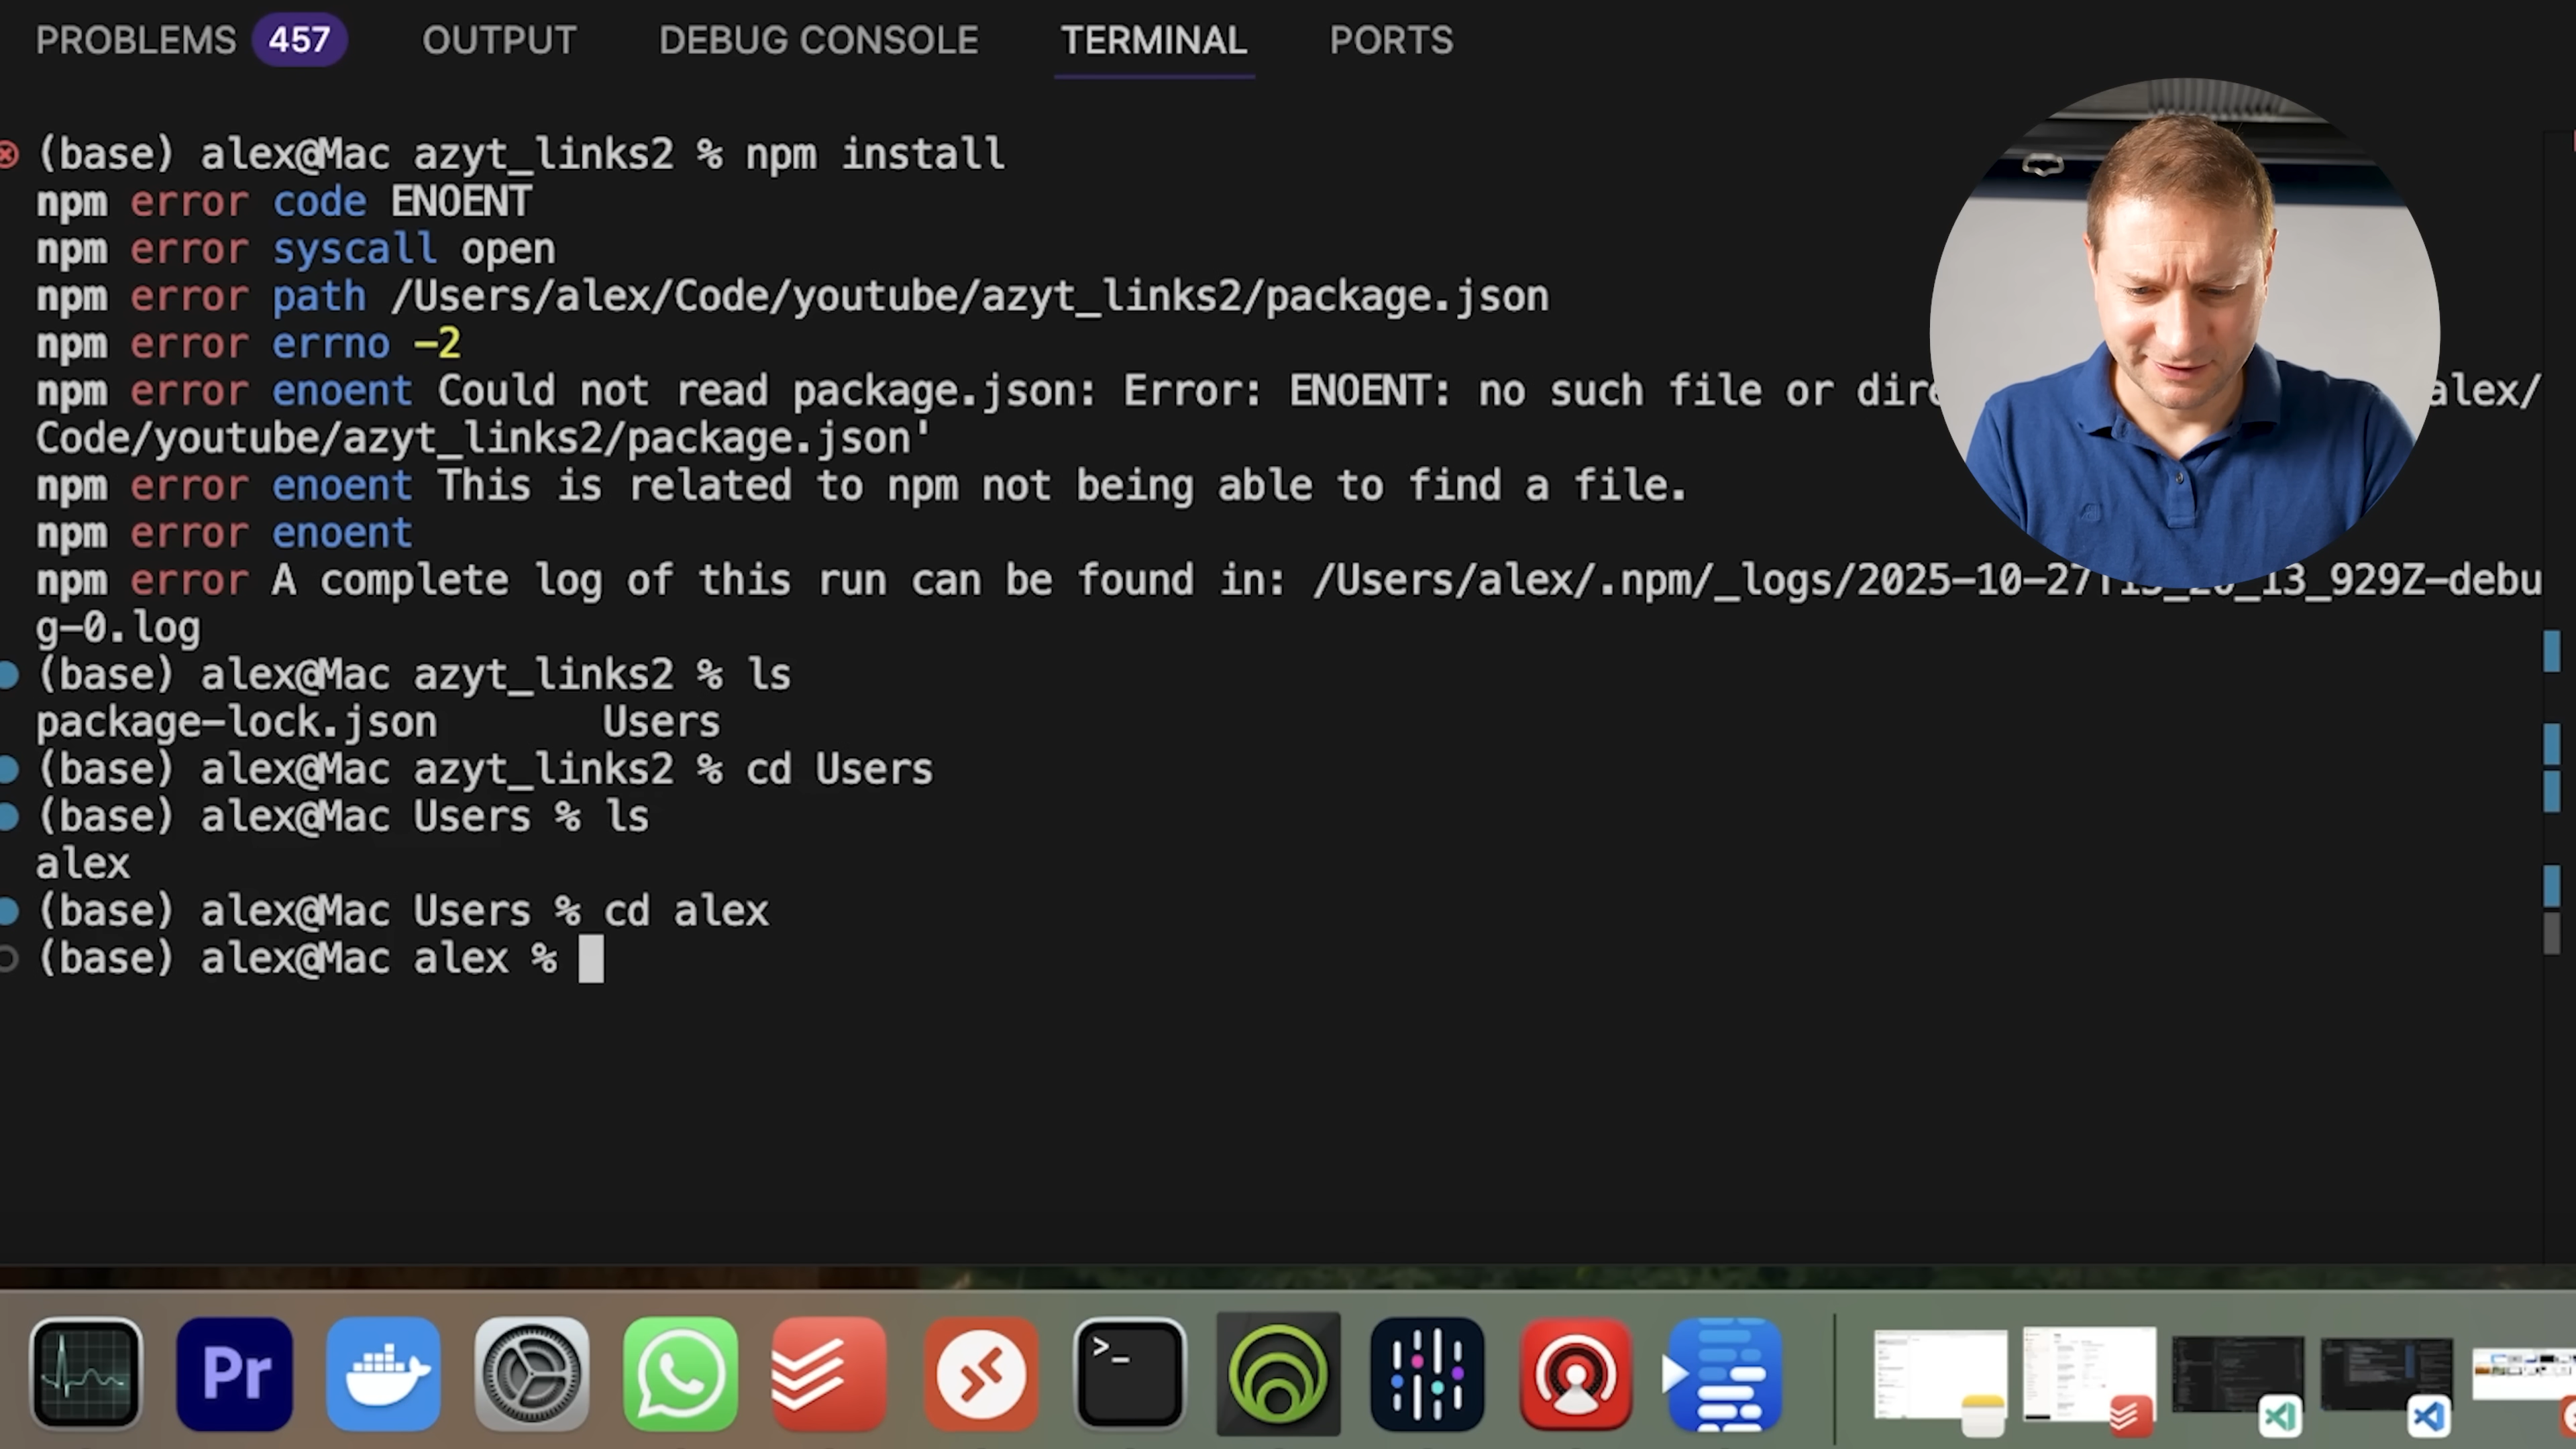 PROBLEMS 457 OUTPUT DEBUG CONSOLE TERMINAL PORTS
(base) alex@Mac azyt_links2 % npm install
npm error code ENOENT
npm error syscall open
npm error path /Users/alex/Code/youtube/azyt_links2/package.json
npm error errno -2
npm error enoent Could not read package.json: Error: ENOENT: no such file or alex/
Code/youtube/azyt_links2/package.json'
npm error enoent This is related to npm not being able to find a file.
npm error enoent
npm error A complete log of this run can be found in: /Users/alex/.npm/_logs/2025-10-27 _13_929Z-debu
g-0.log
(base) alex@Mac azyt_links2 % ls
package-lock.json Users
(base) alex@Mac azyt_links2 % cd Users
(base) alex@Mac Users % ls
alex
(base) alex@Mac Users % cd alex
(base) alex@Mac alex %
Pr
>_